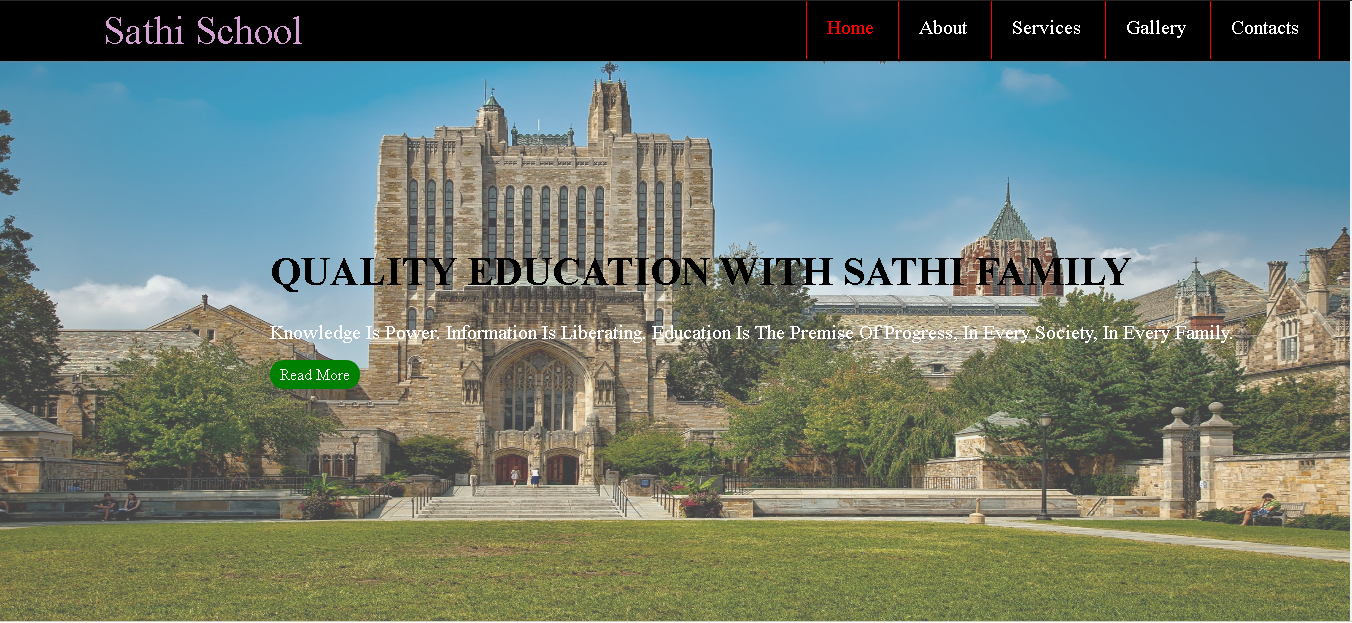 Sathi School
Home About Services Gallery Contacts
QUALITY EDUCATION WITH SATHI FAMILY
Knowledge Is Power. Information Is Liberating. Education Is The Premise Of Progress, In Every Society, In Every Family.
Read More